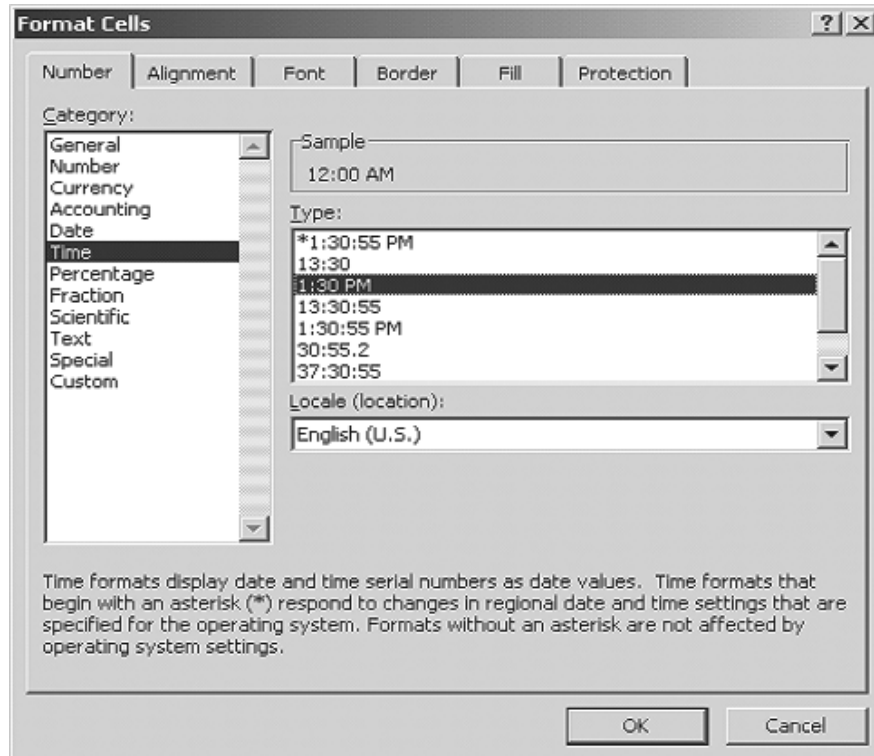 Format Cells
Number Alignment Font Border Fill Protection
Category:
General
Number
Currency
Accounting
Date
Time
Percentage
Fraction
Scientific
Text
Special
Custom
Sample
12:00 AM
Type:
*1:30:55 PM
13:30
1:30 PM
13:30:55
1:30:55 PM
30:55.2
37:30:55
Locale (location):
English (U.S.)
Time formats display date and time serial numbers as date values. Time formats that
begin with an asterisk (*) respond to changes in regional date and time settings that are
specified for the operating system. Formats without an asterisk are not affected by
operating system settings.
OK Cancel